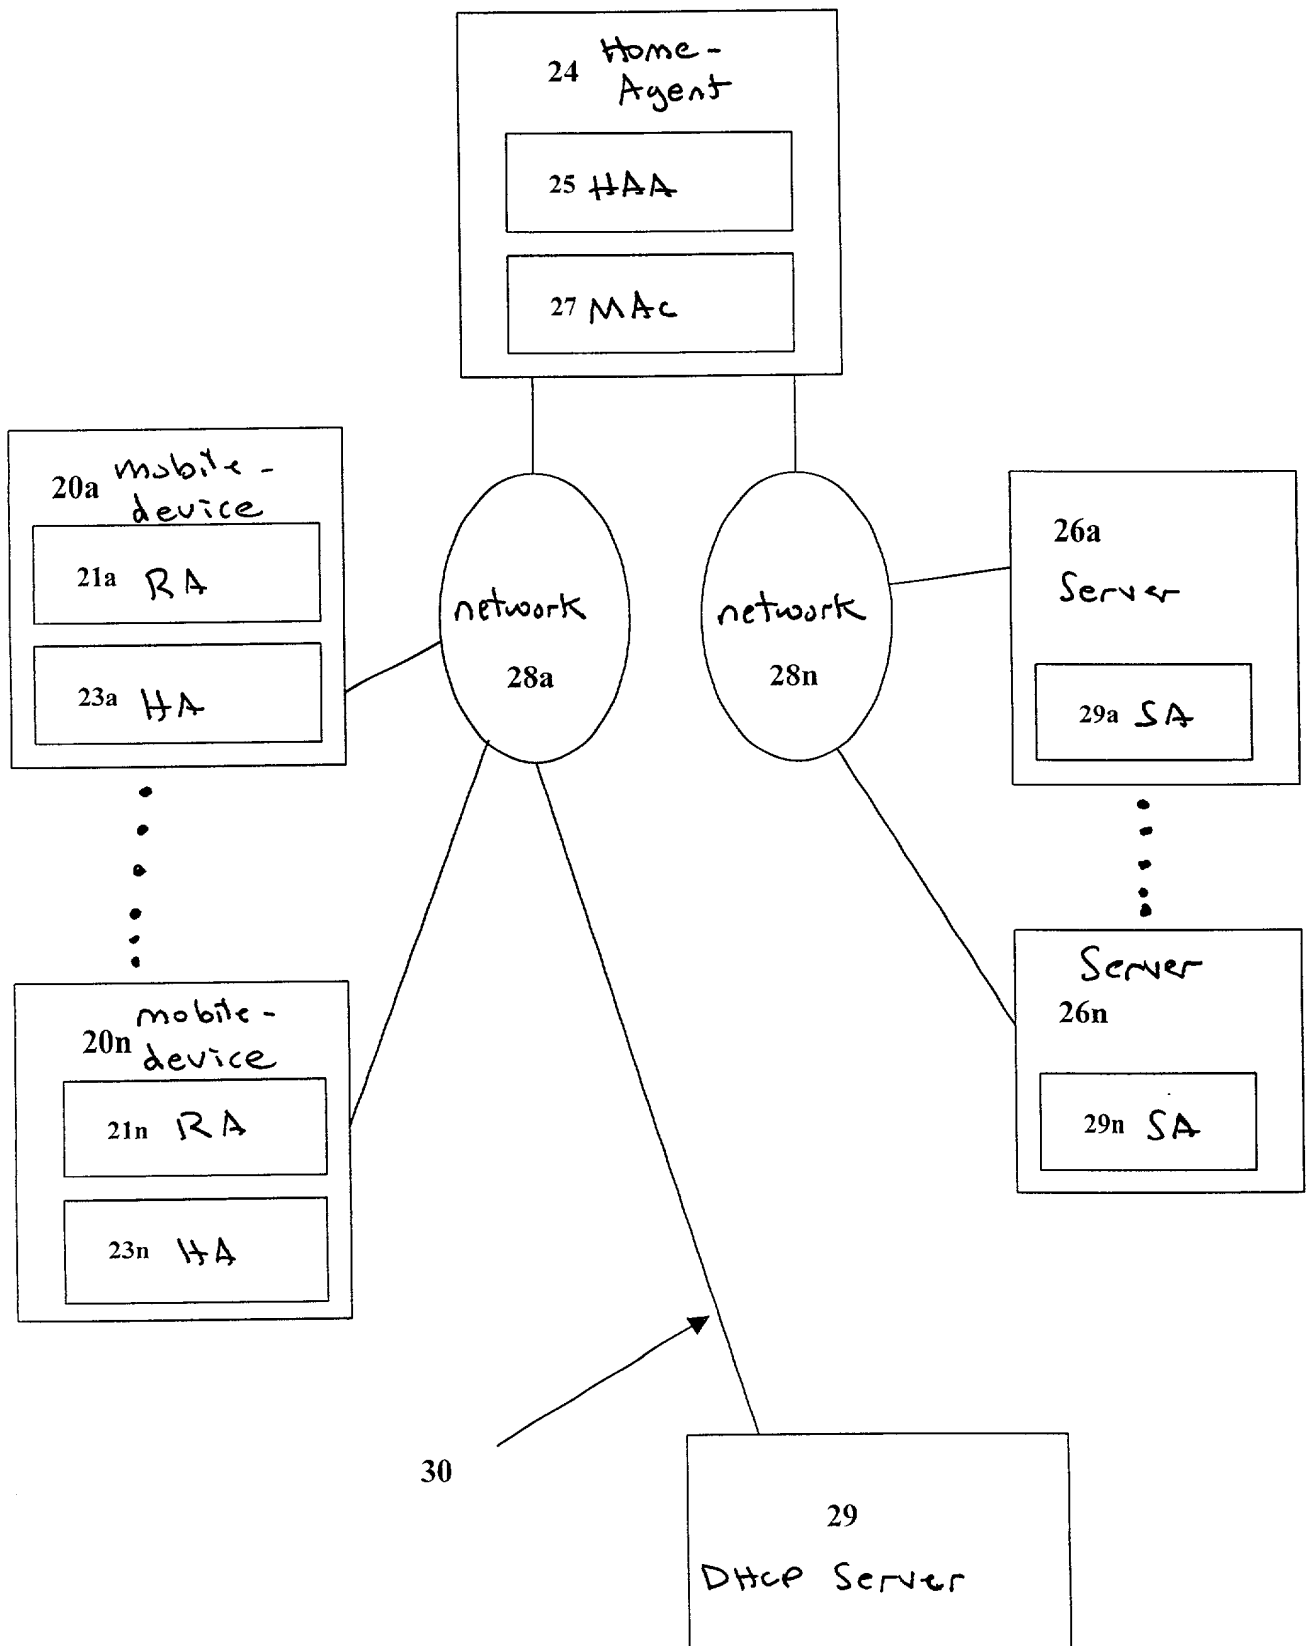 24 Home-
Agent
25 HAA
27 MAC
20a mobile-
device
21a RA
23a HA
network
28a
network
28n
26a
Server
29a SA
20n mobile-
device
21n RA
23n HA
Server
26n
29n SA
30
29
DHCP Server